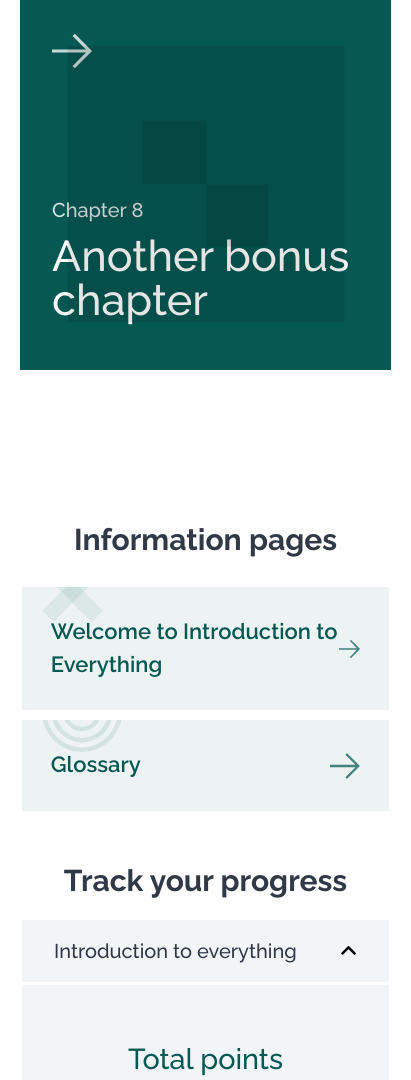 Chapter 8
Another bonus
chapter
Information pages
Welcome to Introduction to
Everything
Glossary
Track your progress
Introduction to everything
Total points